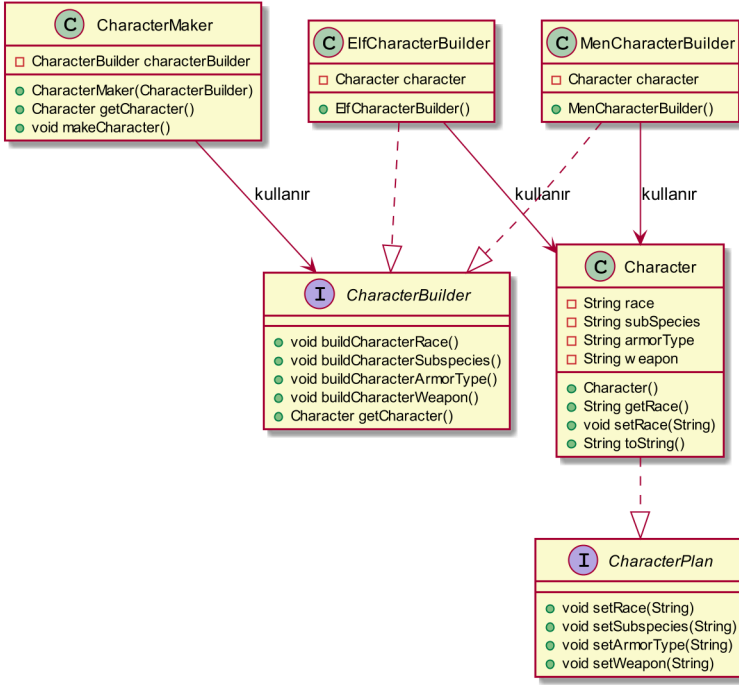 C CharacterMaker
CharacterBuilder characterBuilder
CharacterMaker(CharacterBuilder)
Character getCharacter()
void makeCharacter()
C ElfCharacterBuilder
Character character
ElfCharacterBuilder()
C MenCharacterBuilder
Character character
MenCharacterBuilder()
kullanır
kullanır
kullanır
I CharacterBuilder
void buildCharacterRace()
void buildCharacterSubspecies()
void buildCharacterArmorType()
void buildCharacterWeapon()
Character getCharacter()
C Character
String race
String subSpecies
String armorType
String weapon
Character()
String getRace()
void setRace(String)
String toString()
I CharacterPlan
void setRace(String)
void setSubspecies(String)
void setArmorType(String)
void setWeapon(String)